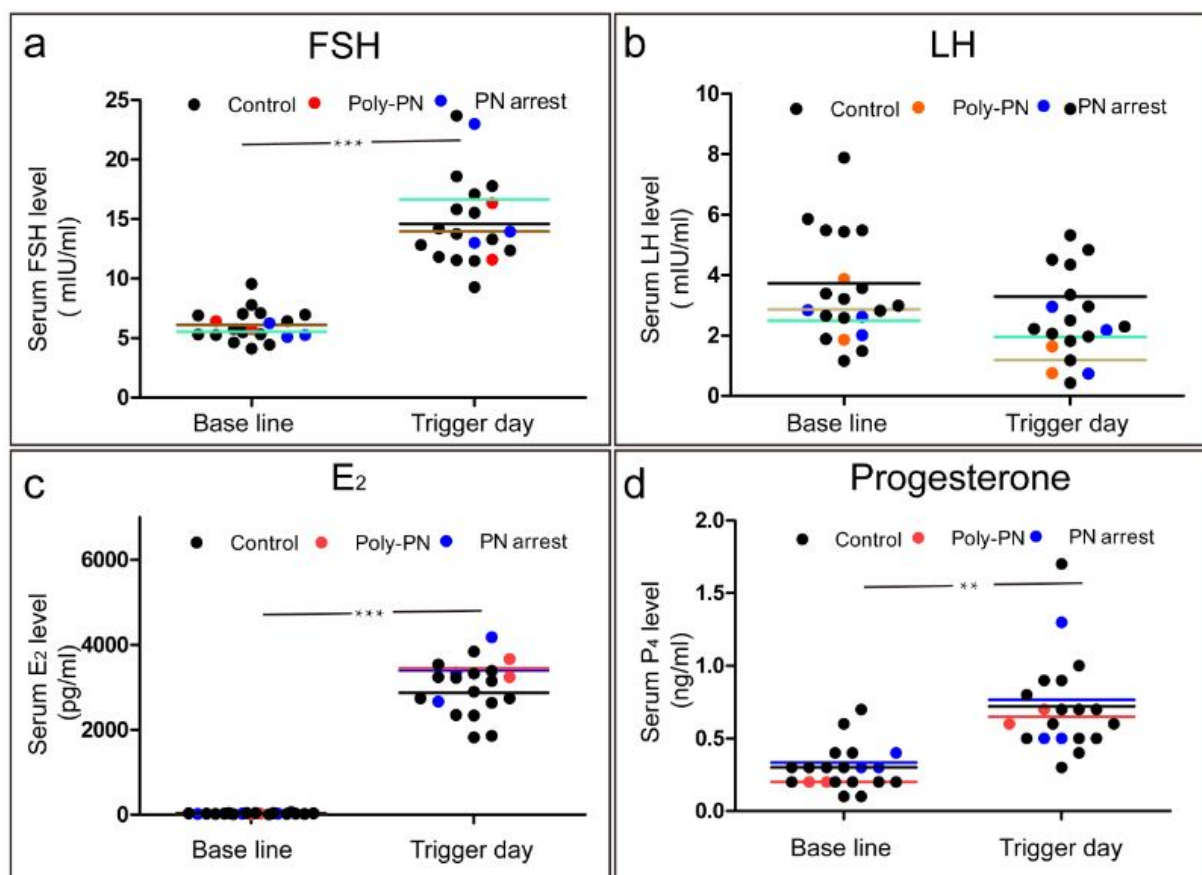 a
FSH
Control Poly-PN PN arrest
***
Serum FSH level
( mIU/ml)
25
20
15
10
5
0
Base line Trigger day
b
LH
Control Poly-PN PN arrest
Serum LH level
( mIU/ml)
10
8
6
4
2
0
Base line Trigger day
c
E₂
Control Poly-PN PN arrest
***
Serum E₂ level
(pg/ml)
6000
4000
2000
0
Base line Trigger day
d
Progesterone
Control Poly-PN PN arrest
**
Serum P₄ level
(ng/ml)
2.0
1.5
1.0
0.5
0.0
Base line Trigger day